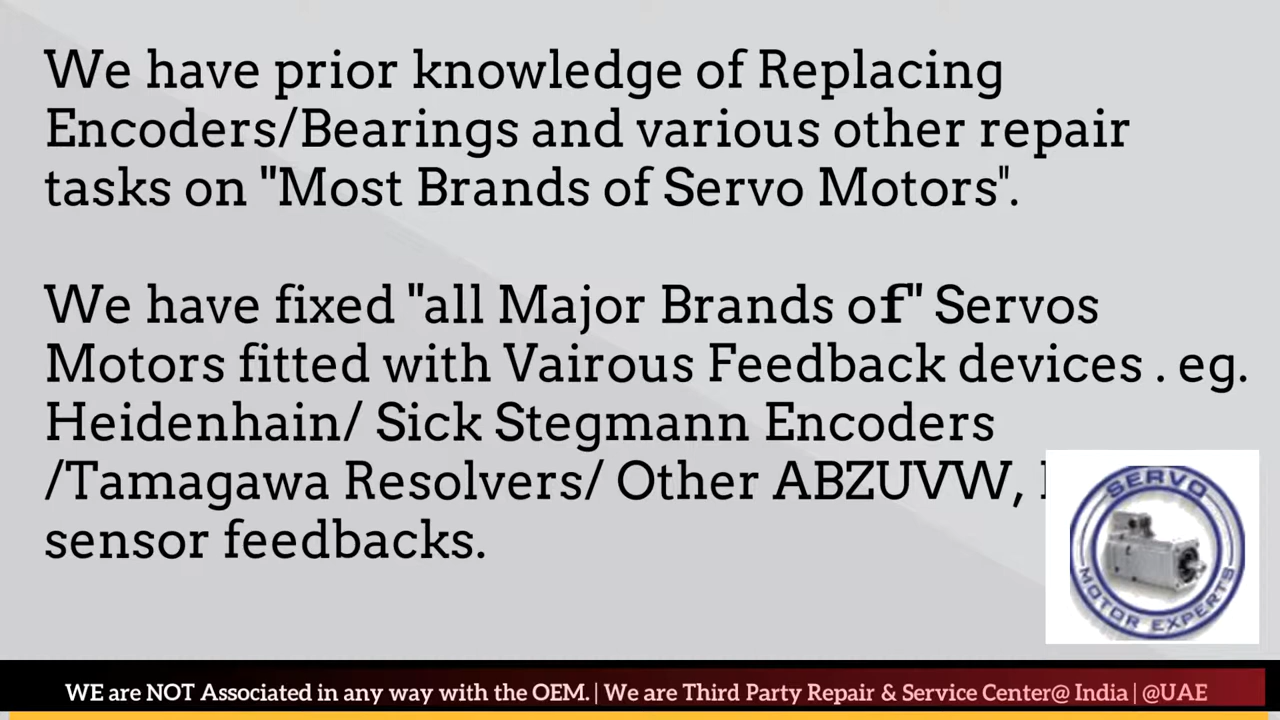 We have prior knowledge of Replacing
Encoders/Bearings and various other repair
tasks on "Most Brands of Servo Motors".
We have fixed "all Major Brands of" Servos
Motors fitted with Vairous Feedback devices . eg.
Heidenhain/ Sick Stegmann Encoders
/Tamagawa Resolvers/ Other ABZUVW,
sensor feedbacks.
SERVO
MOTOR EXPERTS
WE are NOT Associated in any way with the OEM. | We are Third Party Repair & Service Center@ India | @UAE